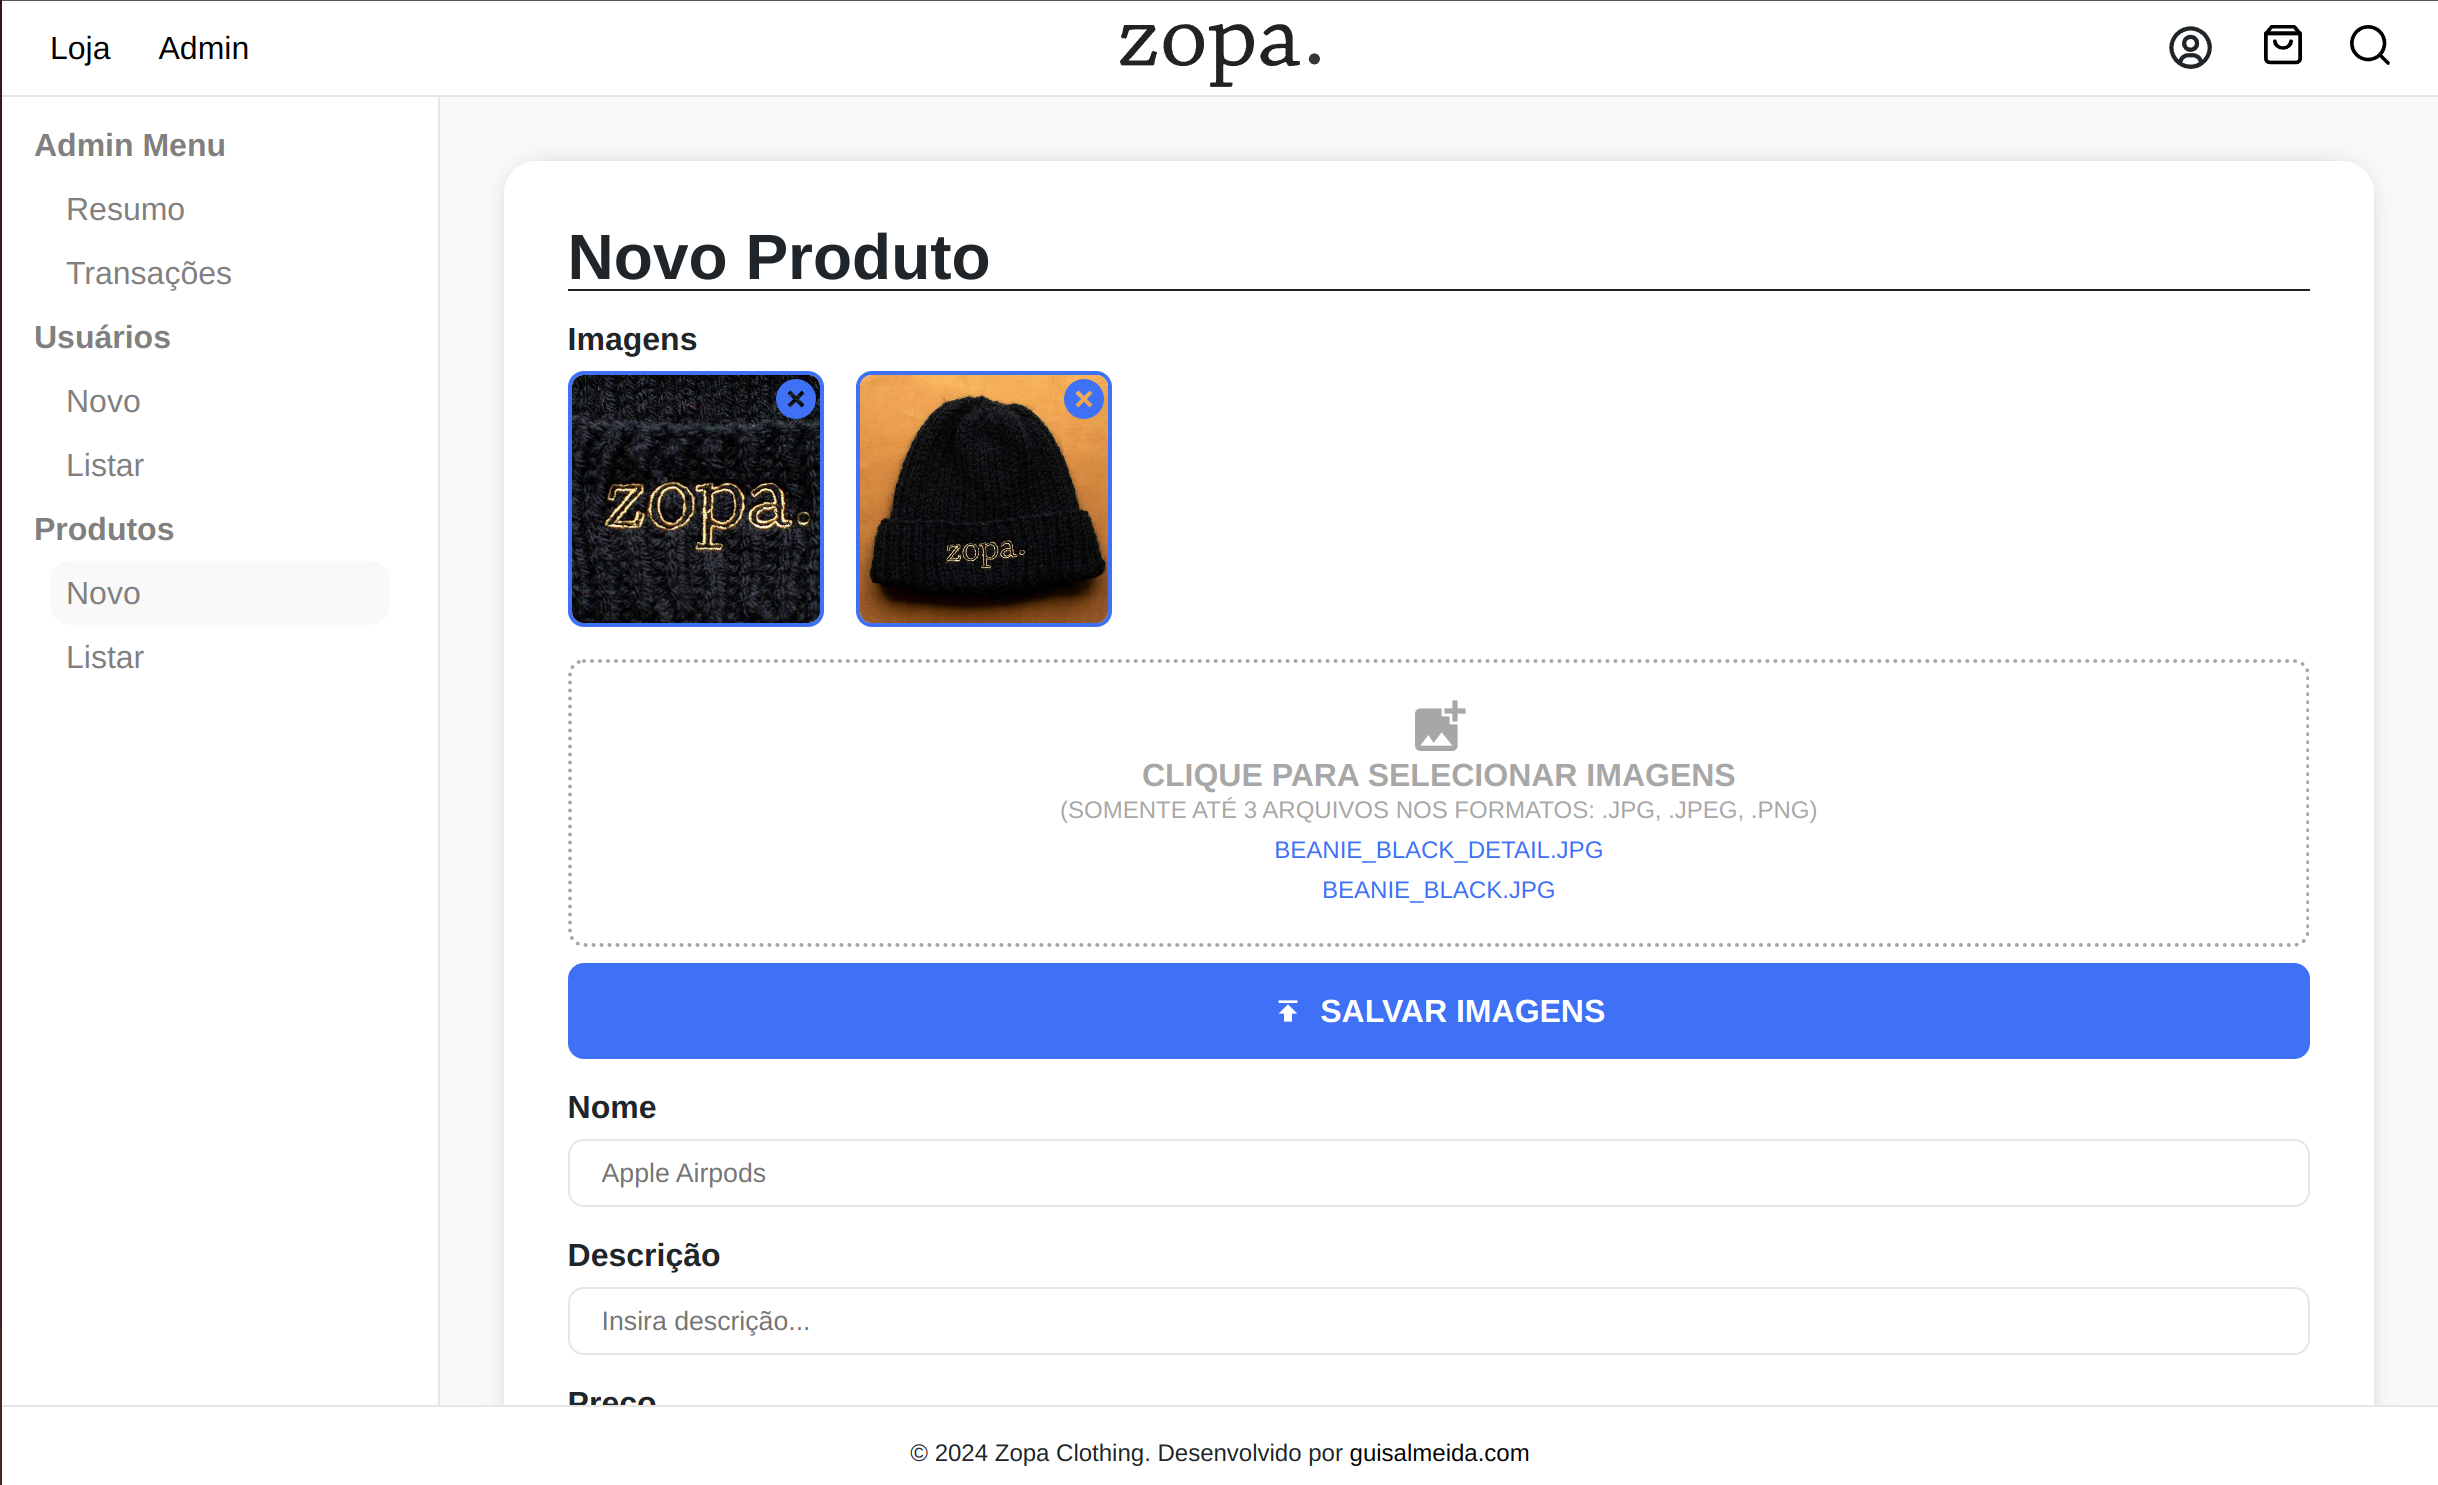 Loja Admin zopa.
Admin Menu
Resumo
Transações
Usuários
Novo
Listar
Produtos
Novo
Listar
Novo Produto
Imagens
zopa.
zopa.
CLIQUE PARA SELECIONAR IMAGENS
(SOMENTE ATÉ 3 ARQUIVOS NOS FORMATOS: .JPG, .JPEG, .PNG)
BEANIE_BLACK_DETAIL.JPG
BEANIE_BLACK.JPG
SALVAR IMAGENS
Nome
Apple Airpods
Descrição
Insira descrição...
Preço
© 2024 Zopa Clothing. Desenvolvido por guisalmeida.com